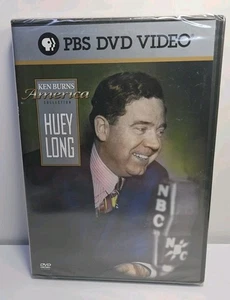 PBS DVD VIDEO
KEN BURNS
America
COLLECTION
HUEY
LONG
NBC
NBC
DVD